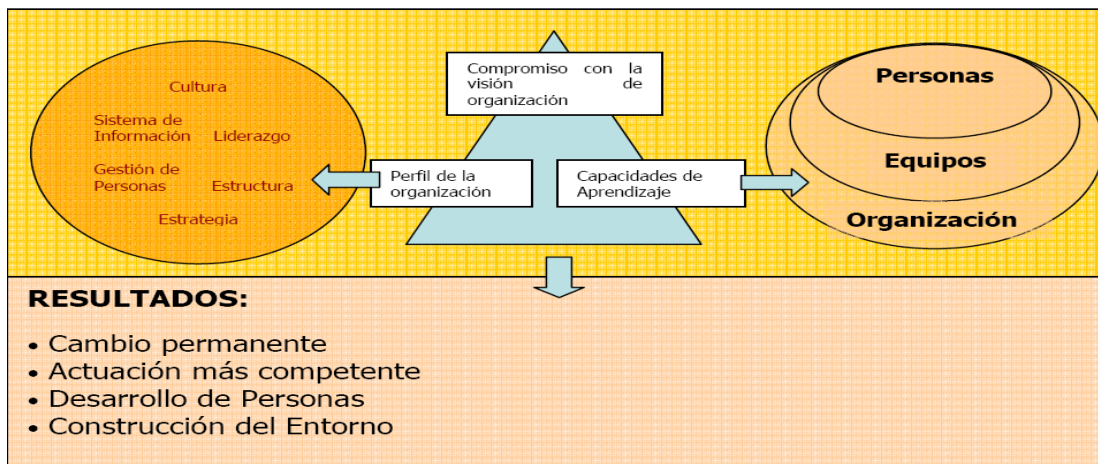 Cultura
Sistema de
Información
Liderazgo
Gestión de
Personas
Estructura
Estrategia
Compromiso con la
visión de
organización
Perfil de la
organización
Capacidades de
Aprendizaje
Personas
Equipos
Organización
RESULTADOS:
• Cambio permanente
• Actuación más competente
• Desarrollo de Personas
• Construcción del Entorno